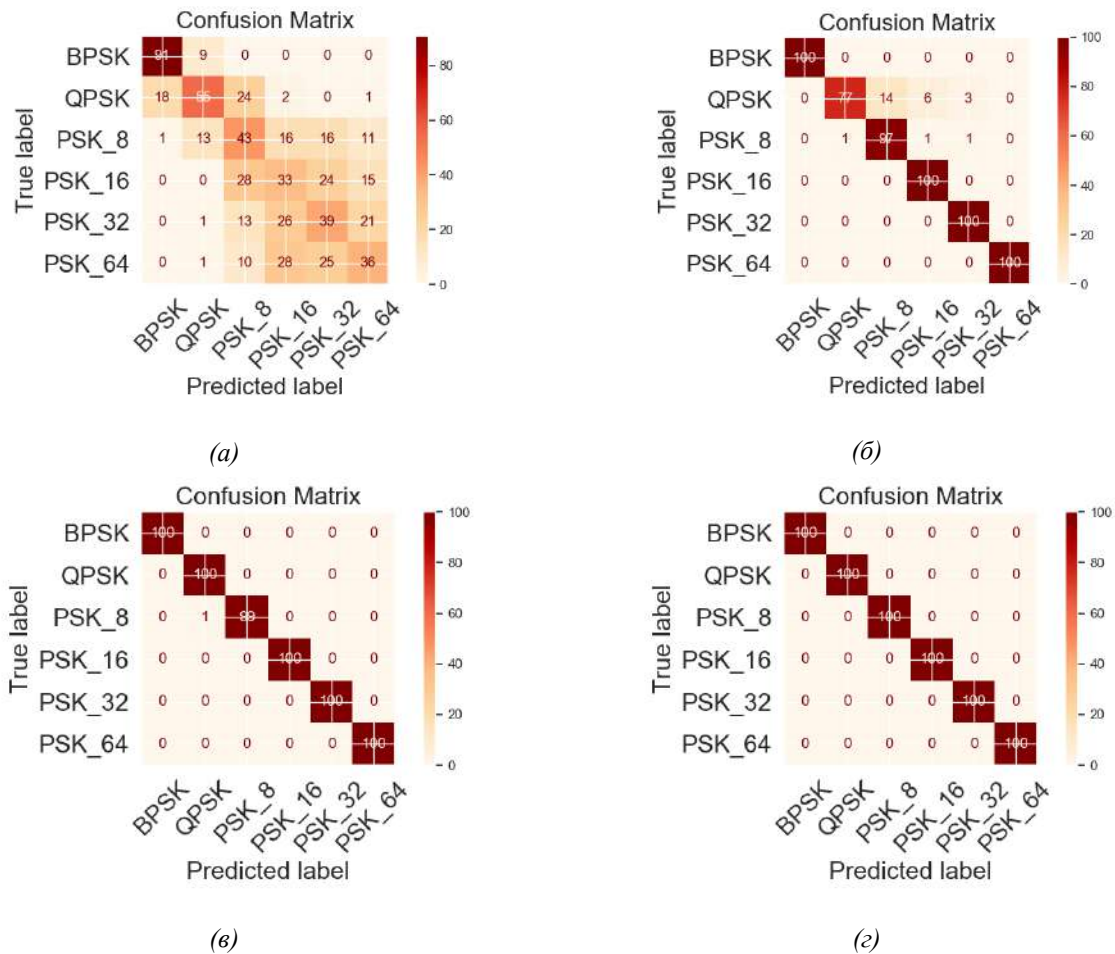 Confusion Matrix
BPSK 91 9 0 0 0 0
QPSK 18 55 24 2 0 1
PSK_8 1 13 43 16 16 11
PSK_16 0 0 28 33 24 15
PSK_32 0 1 13 26 39 21
PSK_64 0 1 10 28 25 36
80
60
40
20
0
True label
BPSK QPSK PSK_8 PSK_16 PSK_32 PSK_64
Predicted label
(а)
Confusion Matrix
BPSK 100 0 0 0 0 0
QPSK 0 77 14 6 3 0
PSK_8 0 1 97 1 1 0
PSK_16 0 0 0 100 0 0
PSK_32 0 0 0 0 100 0
PSK_64 0 0 0 0 0 100
100
80
60
40
20
0
True label
BPSK QPSK PSK_8 PSK_16 PSK_32 PSK_64
Predicted label
(б)
Confusion Matrix
BPSK 100 0 0 0 0 0
QPSK 0 100 0 0 0 0
PSK_8 0 1 99 0 0 0
PSK_16 0 0 0 100 0 0
PSK_32 0 0 0 0 100 0
PSK_64 0 0 0 0 0 100
100
80
60
40
20
0
True label
BPSK QPSK PSK_8 PSK_16 PSK_32 PSK_64
Predicted label
(в)
Confusion Matrix
BPSK 100 0 0 0 0 0
QPSK 0 100 0 0 0 0
PSK_8 0 0 100 0 0 0
PSK_16 0 0 0 100 0 0
PSK_32 0 0 0 0 100 0
PSK_64 0 0 0 0 0 100
100
80
60
40
20
0
True label
BPSK QPSK PSK_8 PSK_16 PSK_32 PSK_64
Predicted label
(г)